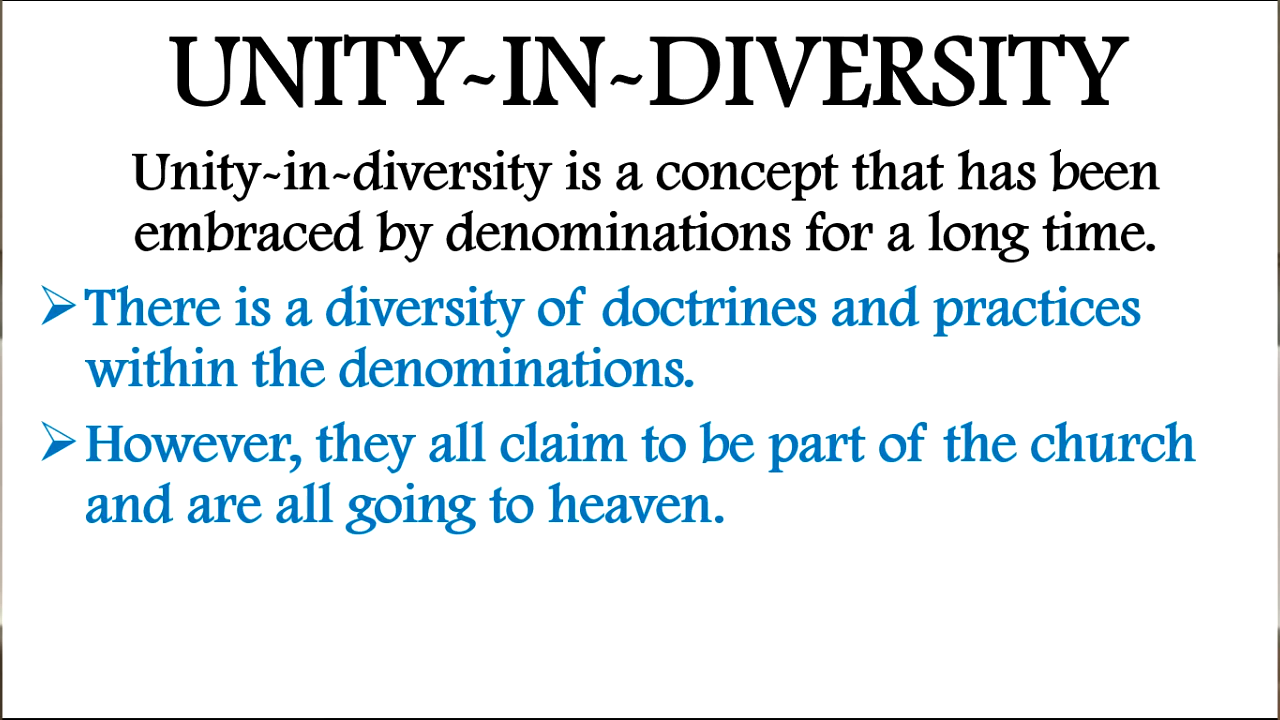 UNITY~IN~DIVERSITY
Unity~in~diversity is a concept that has been
embraced by denominations for a long time.
➢There is a diversity of doctrines and practices
within the denominations.
➢However, they all claim to be part of the church
and are all going to heaven.